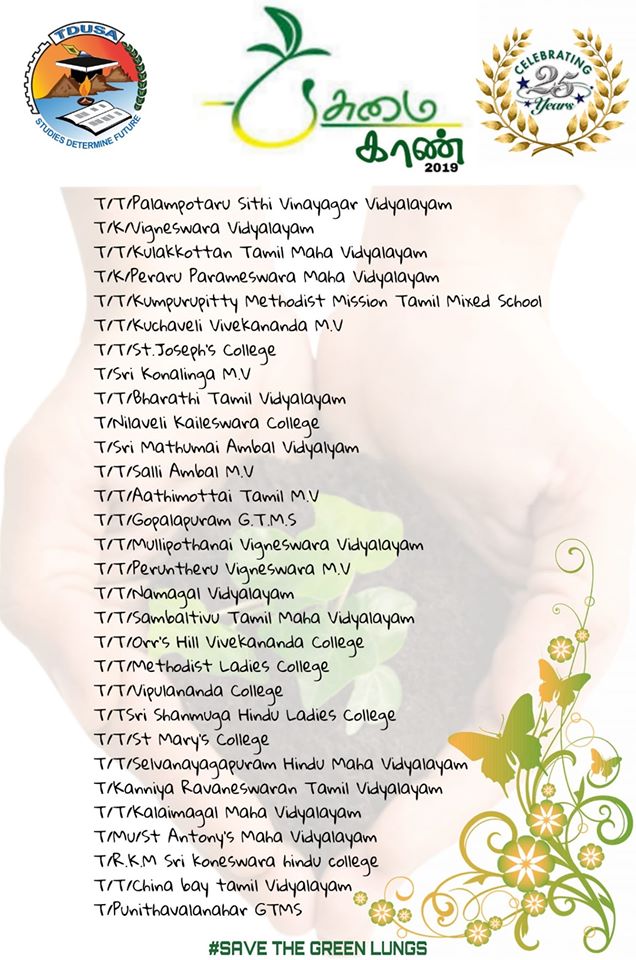 TDUSA
STUDIES DETERMINE FUTURE
பசுமை
காண்
2019
CELEBRATING
25
Years
T/T/Palampotaru Sithi Vinayagar Vidyalayam
T/K/Vigneswara Vidyalayam
T/T/Kulakkottan Tamil Maha Vidyalayam
T/K/Peraru Parameswara Maha Vidyalayam
T/T/Kumpurupitty Methodist Mission Tamil Mixed School
T/T/Kuchaveli Vivekananda M.V
T/T/St.Joseph's College
T/Sri Konalinga M.V
T/T/Bharathi Tamil Vidyalayam
T/Nilaveli Kaileswara College
T/Sri Mathumai Ambal Vidyalyam
T/T/Salli Ambal M.V
T/T/Aathimottai Tamil M.V
T/T/Gopalapuram G.T.M.S
T/T/Mullipothanai Vigneswara Vidyalayam
T/T/Peruntheru Vigneswara M.V
T/T/Namagal Vidyalayam
T/T/Sambaltivu Tamil Maha Vidyalayam
T/T/Orr's Hill Vivekananda College
T/T/Methodist Ladies College
T/T/Vipulananda College
T/TSri Shanmuga Hindu Ladies College
T/T/St Mary's College
T/T/Selvanayagapuram Hindu Maha Vidyalayam
T/Kanniya Ravaneswaran Tamil Vidyalayam
T/T/Kalaimagal Maha Vidyalayam
T/Mu/St Antony's Maha Vidyalayam
T/R.K.M Sri Koneswara hindu college
T/T/China bay tamil Vidyalayam
T/Punithavalanahar GTMS
#SAVE THE GREEN LUNGS